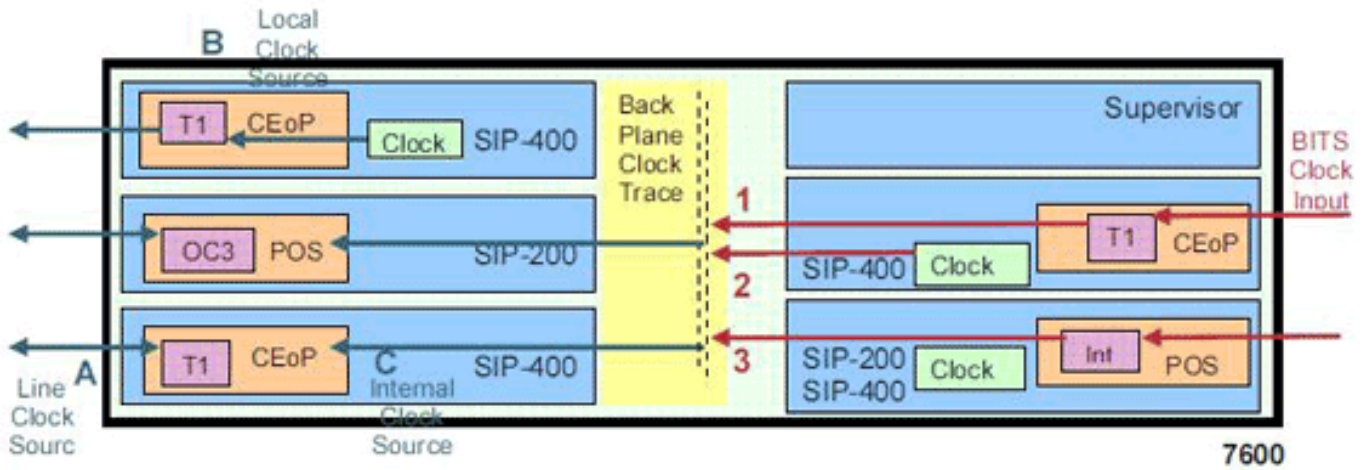 B
Local
Clock
Source
T1
CEoP
Clock
SIP-400
OC3
POS
SIP-200
T1
CEoP
SIP-400
A
Line
Clock
Sourc
C
Internal
Clock
Source
Back
Plane
Clock
Trace
1
2
3
Supervisor
BITS
Clock
Input
T1
CEoP
SIP-400
Clock
SIP-200
SIP-400
Clock
Int
POS
7600